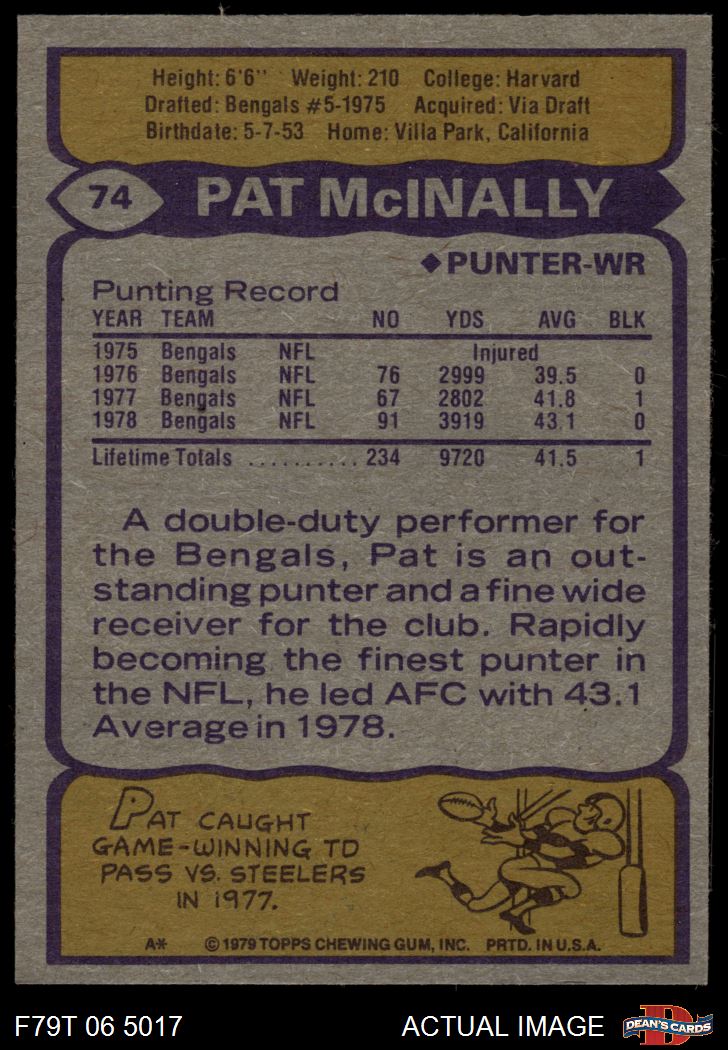 Height: 6'6" Weight: 210 College: Harvard
Drafted: Bengals #5-1975 Acquired: Via Draft
Birthdate: 5-7-53 Home: Villa Park, California
74 PAT McINALLY
◆PUNTER-WR
Punting Record
YEAR TEAM NO YDS AVG BLK
1975 Bengals NFL Injured
1976 Bengals NFL 76 2999 39.5 0
1977 Bengals NFL 67 2802 41.8 1
1978 Bengals NFL 91 3919 43.1 0
Lifetime Totals .......... 234 9720 41.5 1
A double-duty performer for
the Bengals, Pat is an out-
standing punter and a fine wide
receiver for the club. Rapidly
becoming the finest punter in
the NFL, he led AFC with 43.1
Average in 1978.
PAT CAUGHT
GAME-WINNING TD
PASS VS. STEELERS
IN 1977.
A* © 1979 TOPPS CHEWING GUM, INC. PRTD. IN U.S.A.
F79T 06 5017 ACTUAL IMAGE
D
DEAN'S CARDS